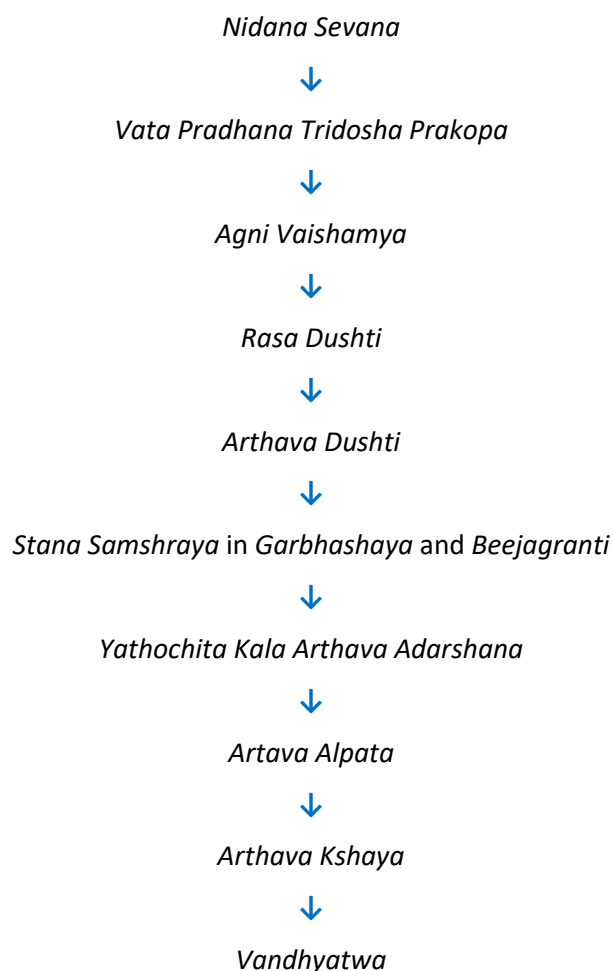 Nidana Sevana
Vata Pradhana Tridosha Prakopa
Agni Vaishamya
Rasa Dushti
Arthava Dushti
Stana Samshraya in Garbhashaya and Beejagranti
Yathochita Kala Arthava Adarshana
Artava Alpata
Arthava Kshaya
Vandhyatwa